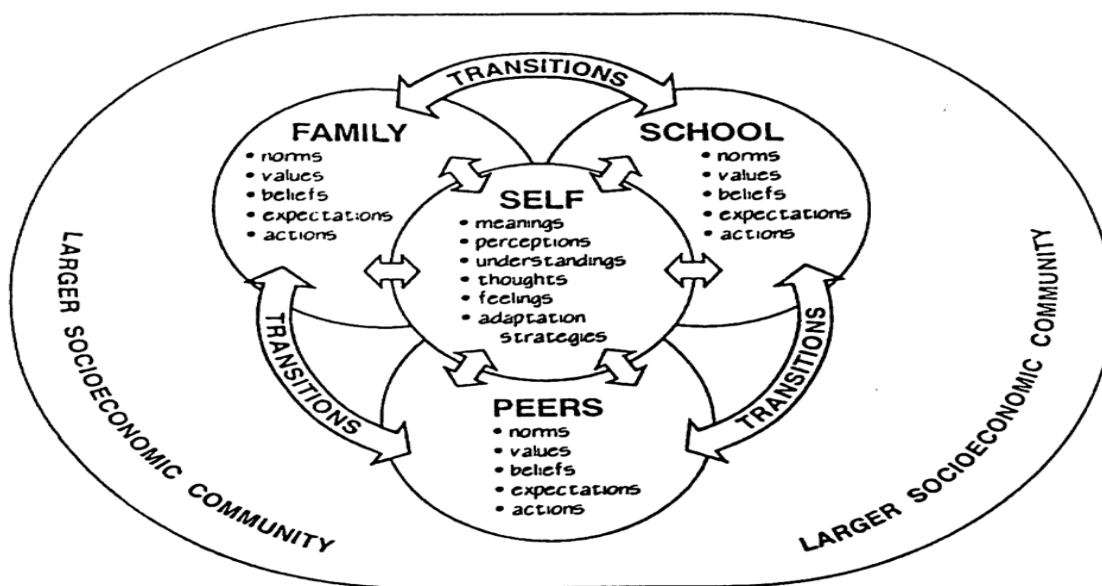 TRANSITIONS
FAMILY
• norms
• values
• beliefs
• expectations
• actions
SCHOOL
• norms
• values
• beliefs
• expectations
• actions
SELF
• meanings
• perceptions
• understandings
• thoughts
• feelings
• adaptation
strategies
TRANSITIONS
TRANSITIONS
PEERS
• norms
• values
• beliefs
• expectations
• actions
LARGER SOCIOECONOMIC COMMUNITY
LARGER SOCIOECONOMIC COMMUNITY